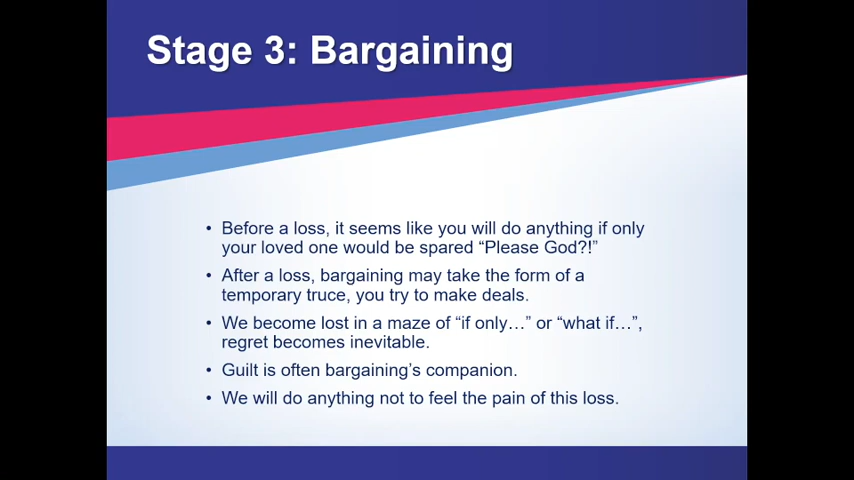 Stage 3: Bargaining
• Before a loss, it seems like you will do anything if only
your loved one would be spared “Please God?!”
• After a loss, bargaining may take the form of a
temporary truce, you try to make deals.
• We become lost in a maze of “if only…” or “what if…”,
regret becomes inevitable.
• Guilt is often bargaining’s companion.
• We will do anything not to feel the pain of this loss.